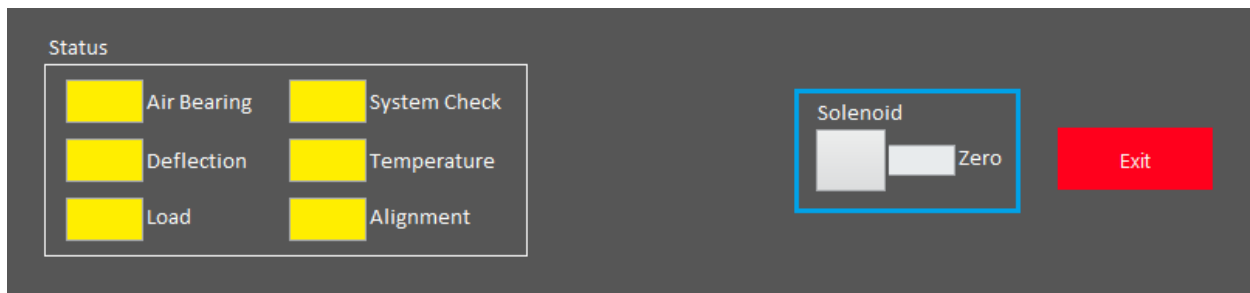 Status
Air Bearing
System Check
Deflection
Temperature
Load
Alignment
Solenoid
Zero
Exit